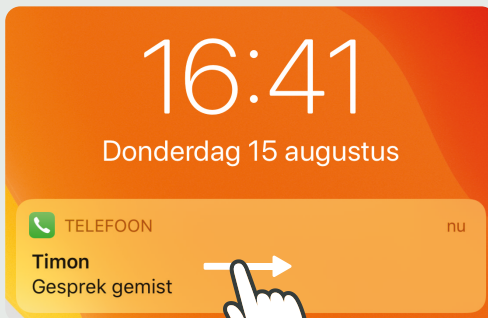 16:41
Donderdag 15 augustus
TELEFOON nu
Timon
Gesprek gemist